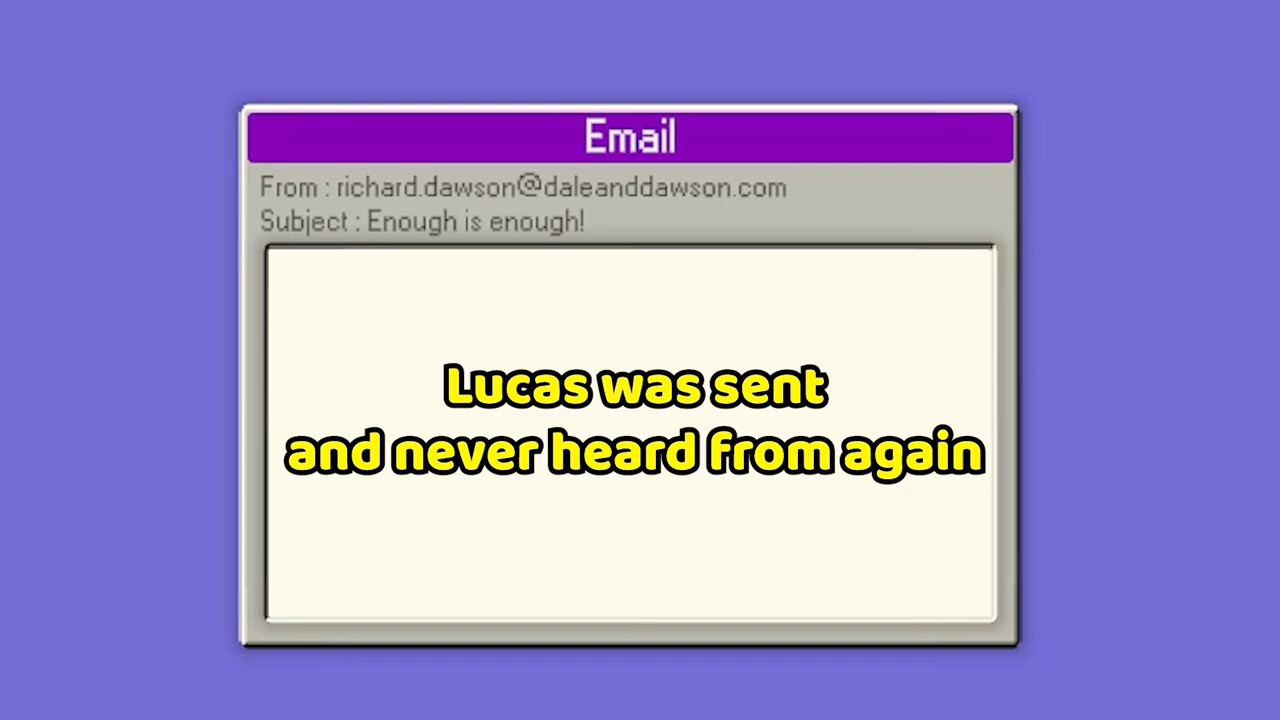 Email
From : richard.dawson@daleanddawson.com
Subject : Enough is enough!
Lucas was sent
and never heard from again